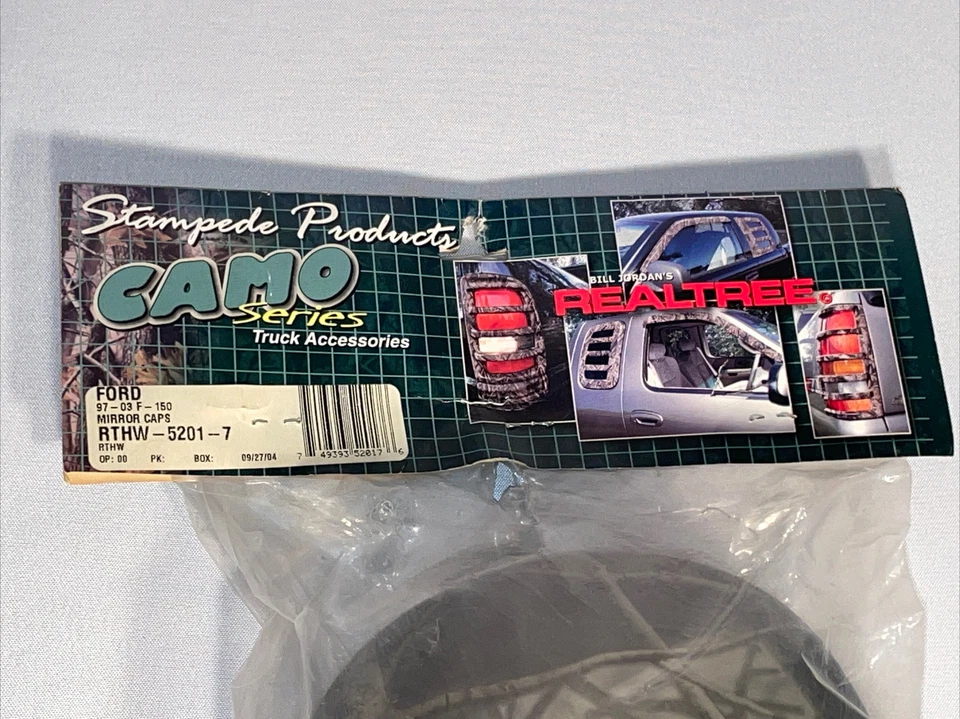 Stampede Products
CAMO
Series
Truck Accessories
BILL JORDAN'S
REALTREE®
FORD
97-03 F-150
MIRROR CAPS
RTHW-5201-7
RTHW
OP: 00 PK: BOX: 09/27/04
7 49393 52017 6